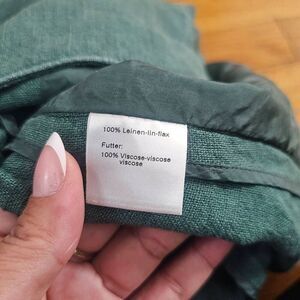 100% Leinen-lin-flax
Futter:
100% Viscose-viscose
viscose